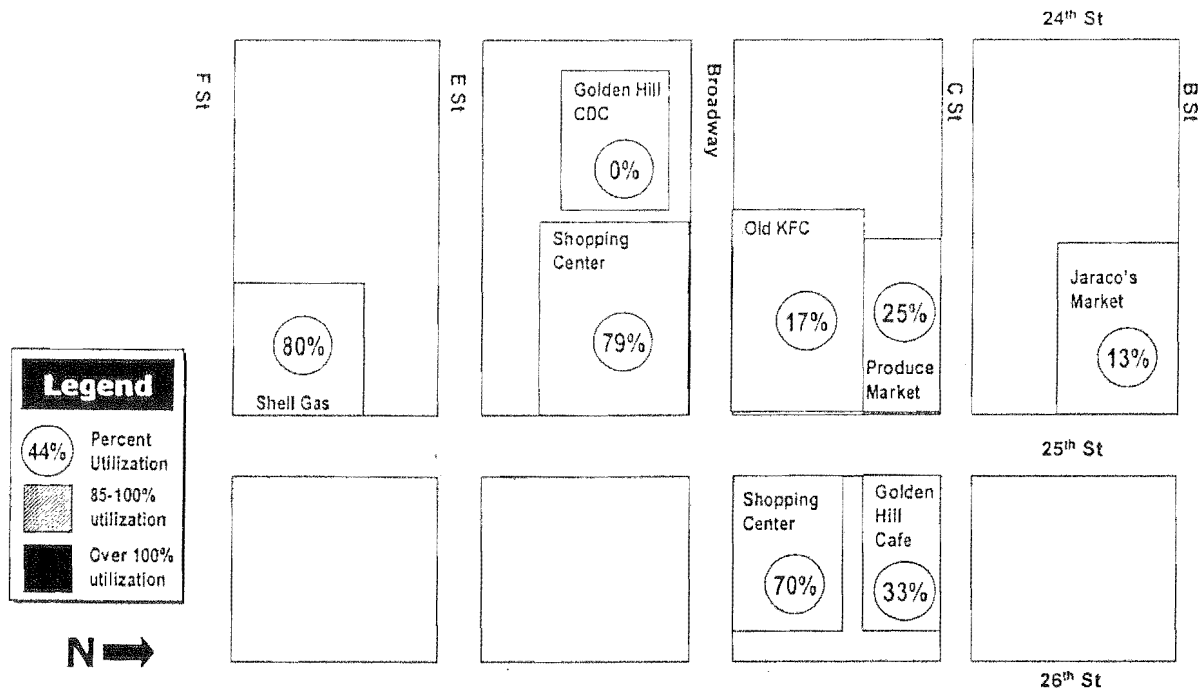 24th St
F St
E St
Broadway
C St
B St
Golden Hill
CDC
0%
Shopping
Center
79%
Old KFC
17%
25%
Produce
Market
Jaraco's
Market
13%
80%
Shell Gas
Legend
44%
Percent
Utilization
85-100%
utilization
Over 100%
utilization
25th St
Shopping
Center
70%
Golden
Hill
Cafe
33%
N
26th St